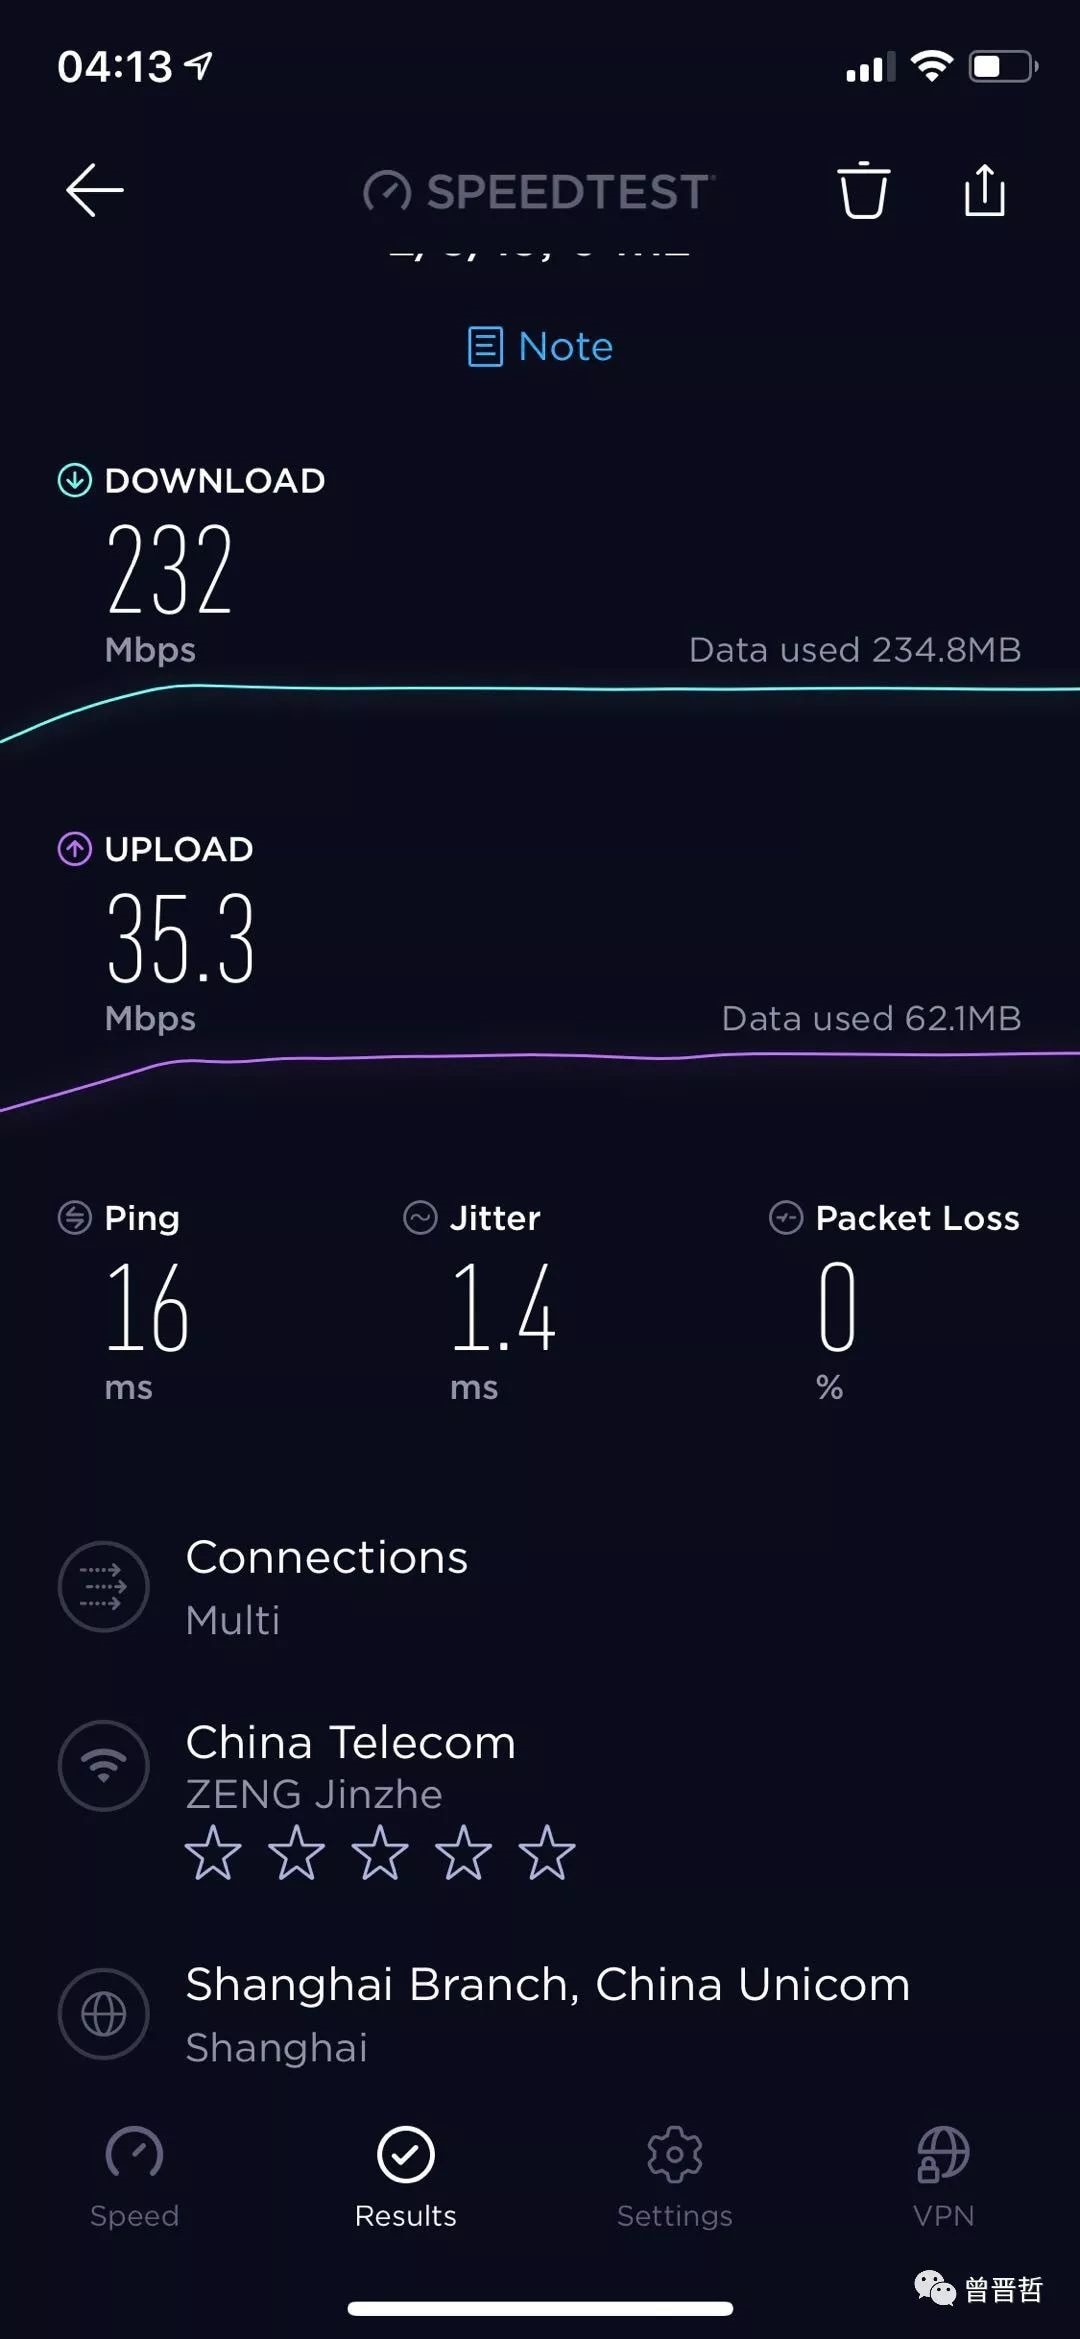 04:13
SPEEDTEST
Note
DOWNLOAD
232
Mbps
Data used 234.8MB
UPLOAD
35.3
Mbps
Data used 62.1MB
Ping
Jitter
Packet Loss
16
1.4
0
ms
ms
%
Connections
Multi
China Telecom
ZENG Jinzhe
Shanghai Branch, China Unicom
Shanghai
Speed
Results
Settings
VPN
曾晋哲